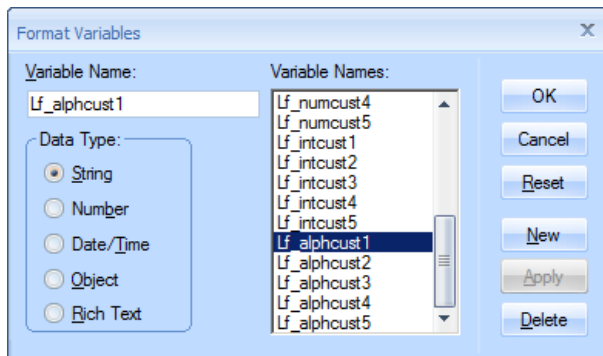 Format Variables
x
Variable Name:
Lf_alphcust1
Data Type:
String
Number
Date/Time
Object
Rich Text
Variable Names:
Lf_numcust4
Lf_numcust5
Lf_intcust1
Lf_intcust2
Lf_intcust3
Lf_intcust4
Lf_intcust5
Lf_alphcust1
Lf_alphcust2
Lf_alphcust3
Lf_alphcust4
Lf_alphcust5
OK
Cancel
Reset
New
Apply
Delete